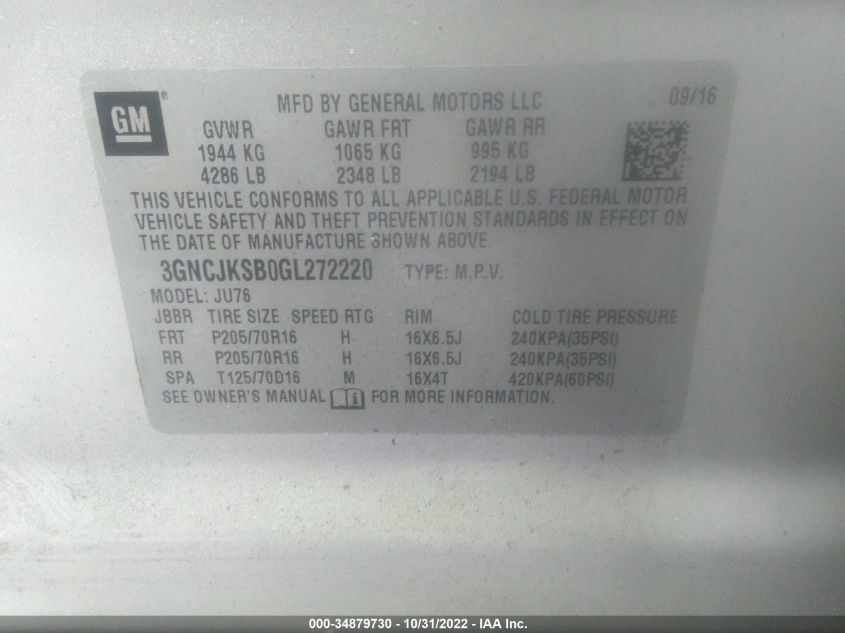 GM
®
MFD BY GENERAL MOTORS LLC 09/16
GVWR GAWR FRT GAWR RR
1944 KG 1065 KG 995 KG
4286 LB 2348 LB 2194 LB
THIS VEHICLE CONFORMS TO ALL APPLICABLE U.S. FEDERAL MOTOR
VEHICLE SAFETY AND THEFT PREVENTION STANDARDS IN EFFECT ON
THE DATE OF MANUFACTURE SHOWN ABOVE.
3GNCJKSB0GL272220 TYPE: M.P.V.
MODEL: JU76
JBBR TIRE SIZE SPEED RTG RIM COLD TIRE PRESSURE
FRT P205/70R16 H 16X6.5J 240KPA(35PSI)
RR P205/70R16 H 16X6.5J 240KPA(35PSI)
SPA T125/70D16 M 16X4T 420KPA(60PSI)
SEE OWNER'S MANUAL i FOR MORE INFORMATION.
000-34879730 - 10/31/2022 - IAA Inc.